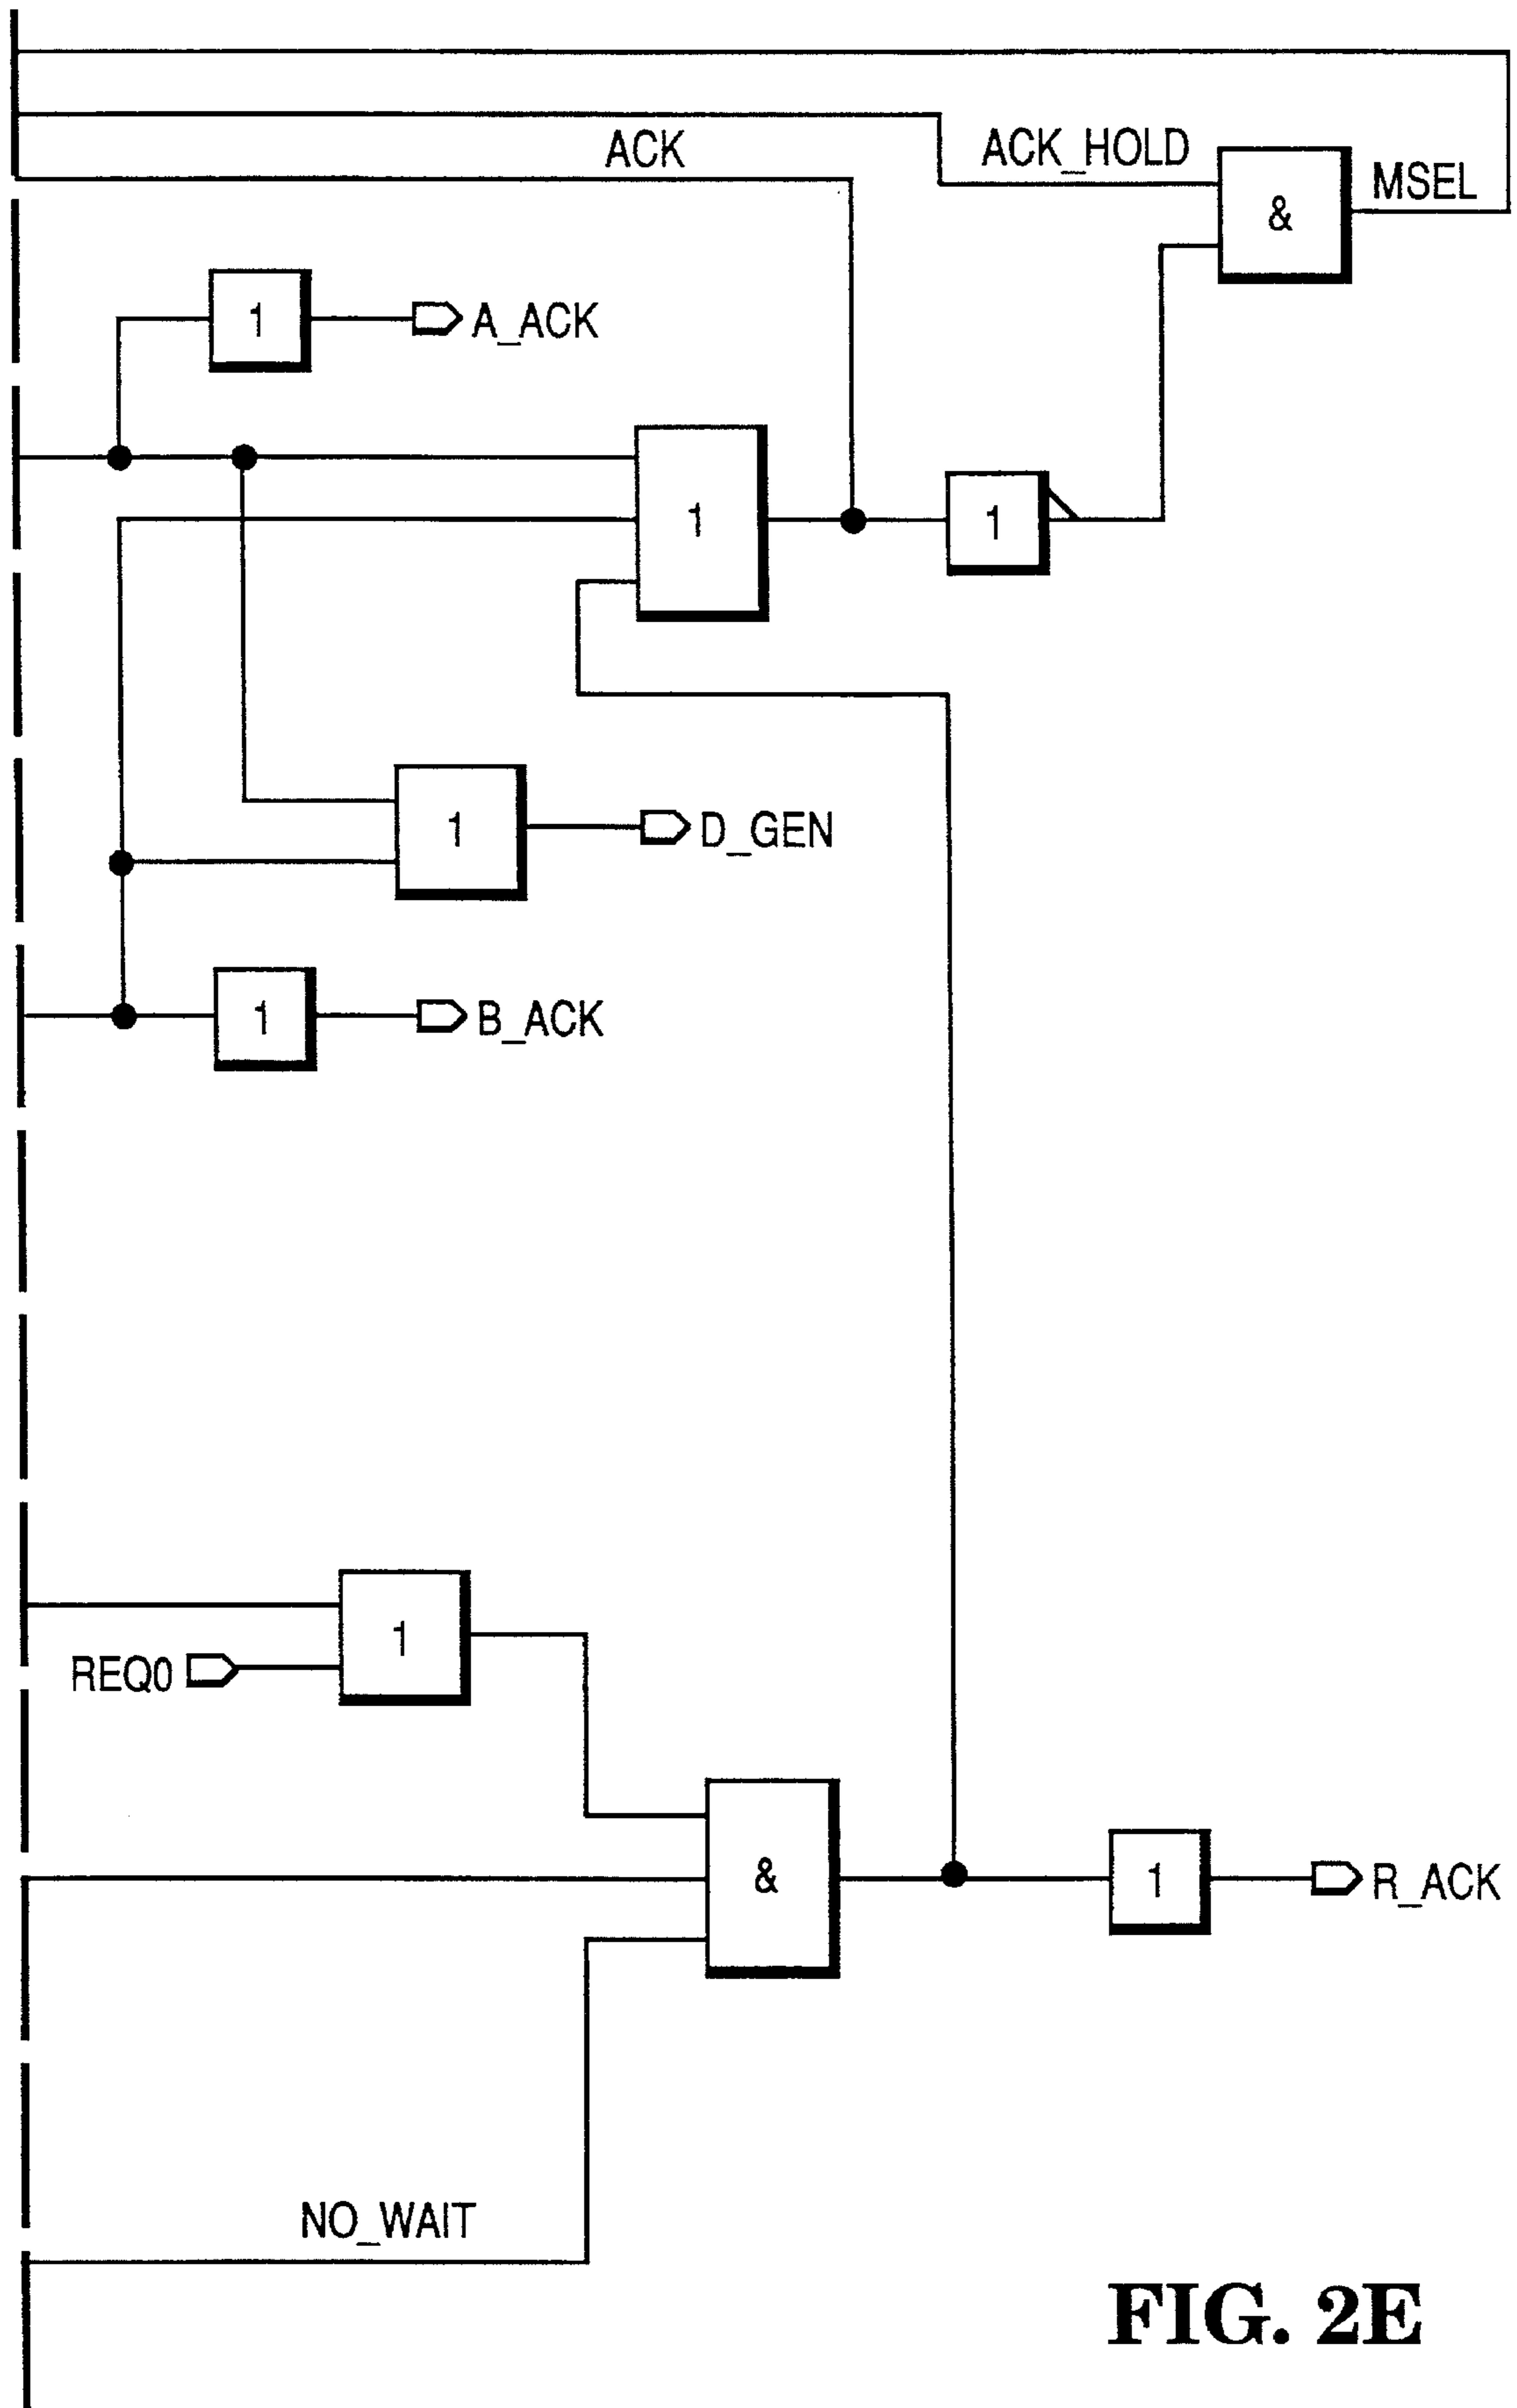 ACK
ACK_HOLD
MSEL
&
1
A_ACK
1
1
1
D_GEN
1
B_ACK
1
REQ0
&
1
R_ACK
NO_WAIT
FIG. 2E